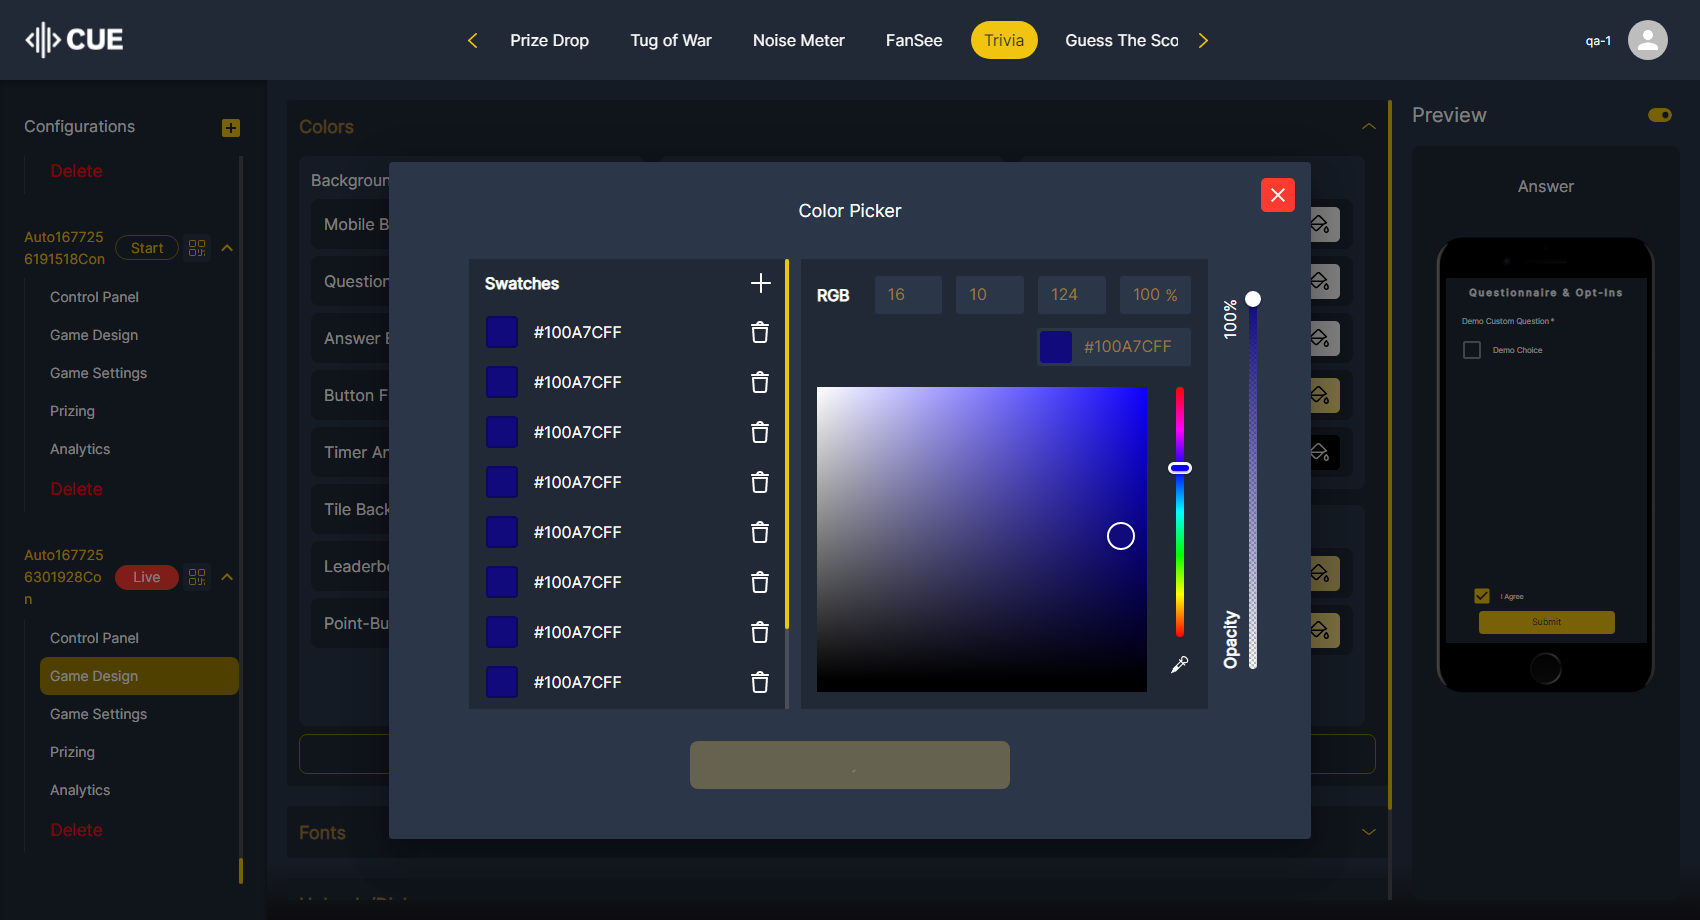 CUE
Prize Drop
Tug of War
Noise Meter
FanSee
Trivia
Guess The Sco
qa-1
Configurations
Delete
Auto167725
6191518Con
Start
Control Panel
Game Design
Game Settings
Prizing
Analytics
Delete
Auto167725
6301928Co
n
Live
Control Panel
Game Design
Game Settings
Prizing
Analytics
Delete
Colors
Backgroun
Mobile B
Question
Answer
Button F
Timer An
Tile Back
Leaderbo
Point-Bu
Fonts
Color Picker
Swatches
#100A7CFF
#100A7CFF
#100A7CFF
#100A7CFF
#100A7CFF
#100A7CFF
#100A7CFF
#100A7CFF
RGB
16
10
124
100 %
#100A7CFF
100%
Opacity
Preview
Answer
Questionnaire & Opt-Ins
Demo Custom Question *
Demo Choice
I Agree
Submit